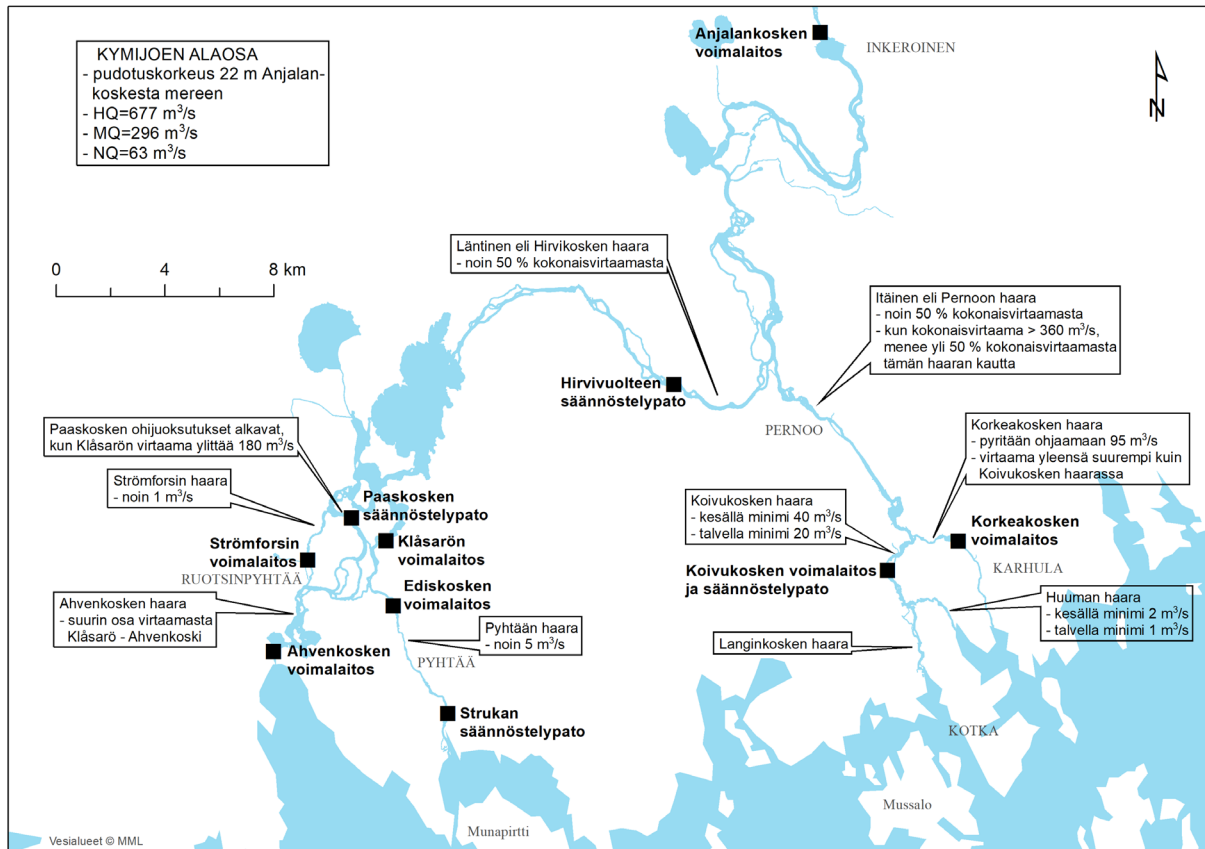 KYMIJOEN ALAOSA
- pudotuskorkeus 22 m Anjalan-
koskesta mereen
- HQ=677 m³/s
- MQ=296 m³/s
- NQ=63 m³/s
Anjalankosken
voimalaitos
INKEROINEN
N
0 4 8 km
Läntinen eli Hirvikosken haara
- noin 50 % kokonaisvirtaamasta
Itäinen eli Pernoon haara
- noin 50 % kokonaisvirtaamasta
- kun kokonaisvirtaama > 360 m³/s,
menee yli 50 % kokonaisvirtaamasta
tämän haaran kautta
Hirvivuolteen
säännöstelypato
PERNOO
Paaskosken ohijuoksutukset alkavat,
kun Klåsarön virtaama ylittää 180 m³/s
Korkeakosken haara
- pyritään ohjaamaan 95 m³/s
- virtaama yleensä suurempi kuin
Koivukosken haarassa
Strömforsin haara
- noin 1 m³/s
Paaskosken
säännöstelypato
Koivukosken haara
- kesällä minimi 40 m³/s
- talvella minimi 20 m³/s
Korkeakosken
voimalaitos
KARHULA
Strömforsin
voimalaitos
RUOTSINPYHTÄÄ
Klåsarön
voimalaitos
Koivukosken voimalaitos
ja säännöstelypato
Ediskosken
voimalaitos
Ahvenkosken haara
- suurin osa virtaamasta
Klåsarö - Ahvenkoski
Huuman haara
- kesällä minimi 2 m³/s
- talvella minimi 1 m³/s
Pyhtään haara
- noin 5 m³/s
Langinkosken haara
Ahvenkosken voimalaitos
PYHTÄÄ
Strukan
säännöstelypato
KOTKA
Mussalo
Munapirtti
Vesialueet © MML